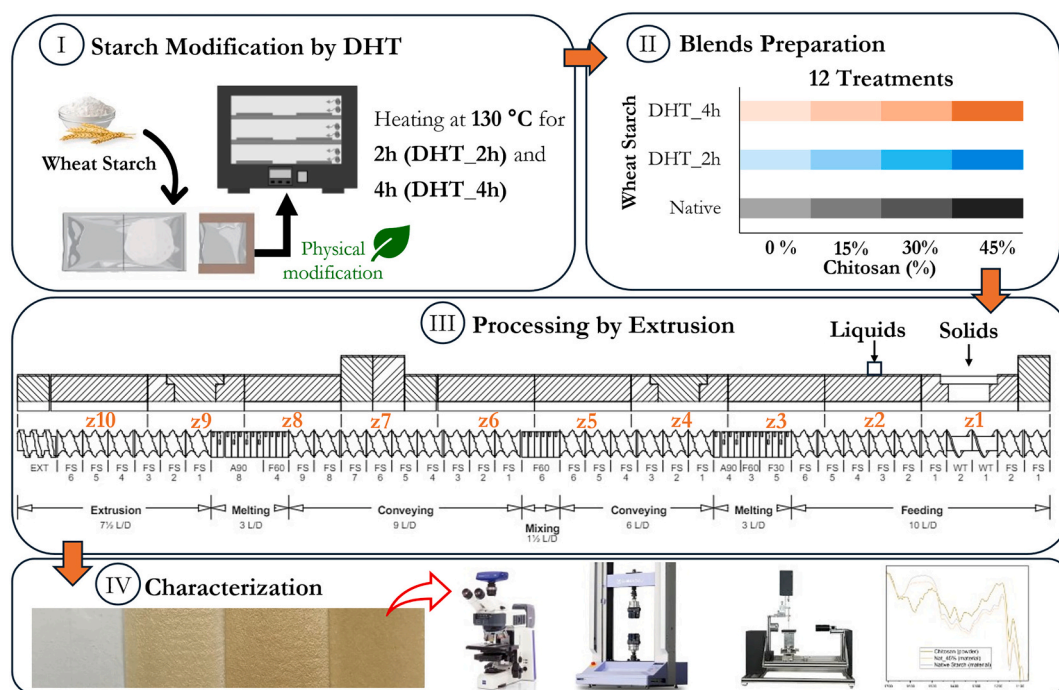 I Starch Modification by DHT
Wheat Starch
Heating at 130 °C for
2h (DHT_2h) and
4h (DHT_4h)
Physical
modification
II Blends Preparation
12 Treatments
Wheat Starch
DHT_4h
DHT_2h
Native
0 % 15% 30% 45%
Chitosan (%)
III Processing by Extrusion
Liquids Solids
z10 z9 z8 z7 z6 z5 z4 z3 z2 z1
EXT FS FS FS FS FS FS A90 F60 FS FS FS FS FS FS FS FS FS F60 FS FS FS FS FS FS A90 F60 F30 FS FS FS FS FS FS WT WT FS FS
6 5 4 3 2 1 8 4 9 8 7 6 5 4 3 2 1 6 6 5 4 3 2 1 4 3 5 6 5 4 3 2 1 2 1 2 1
Extrusion Melting Conveying Mixing Conveying Melting Feeding
7½ L/D 3 L/D 9 L/D 1½ L/D 6 L/D 3 L/D 10 L/D
IV Characterization
Chitosan (powder)
Nat_45% (material)
Native Starch (material)